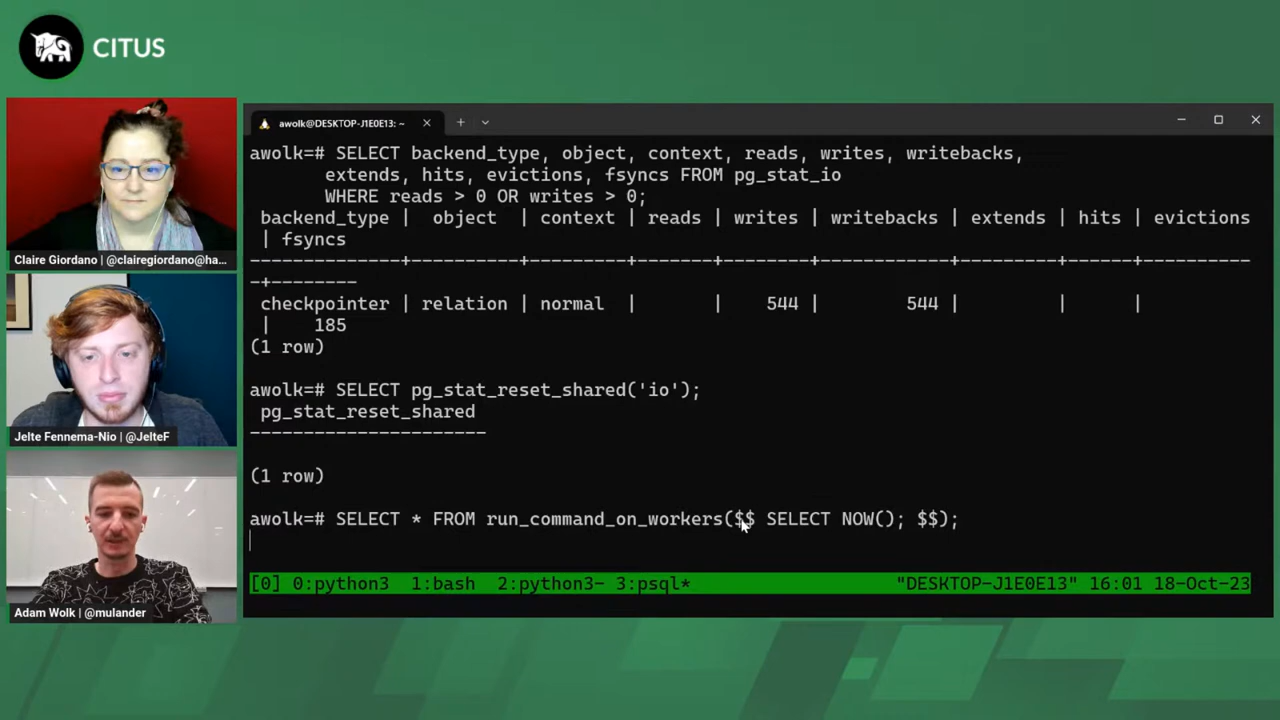 CITUS
awolk@DESKTOP-J1E0E13: ~
awolk=# SELECT backend_type, object, context, reads, writes, writebacks,
extends, hits, evictions, fsyncs FROM pg_stat_io
WHERE reads > 0 OR writes > 0;
backend_type | object | context | reads | writes | writebacks | extends | hits | evictions
| fsyncs
--------------+----------+---------+-------+--------+------------+---------+------+-----------
-+--------
checkpointer | relation | normal | | 544 | 544 | | |
| 185
(1 row)
awolk=# SELECT pg_stat_reset_shared('io');
pg_stat_reset_shared
----------------------
(1 row)
awolk=# SELECT * FROM run_command_on_workers($$ SELECT NOW(); $$);
[0] 0:python3 1:bash 2:python3- 3:psql* "DESKTOP-J1E0E13" 16:01 18-Oct-23
Claire Giordano | @clairegiordano@ha...
Jelte Fennema-Nio | @JelteF
Adam Wolk | @mulander